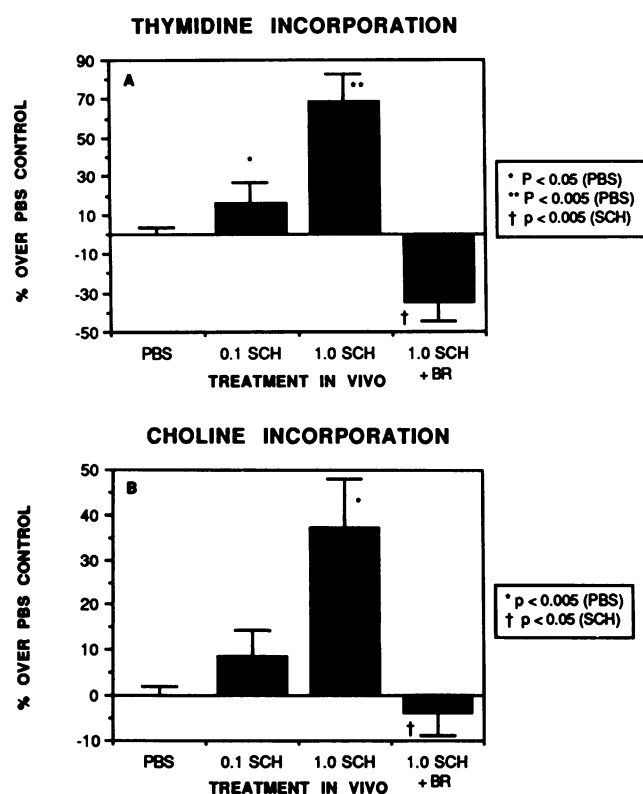 THYMIDINE INCORPORATION
A
% OVER PBS CONTROL
90
70
50
30
10
-10
-30
-50
*
**
†
PBS 0.1 SCH 1.0 SCH 1.0 SCH
+ BR
TREATMENT IN VIVO
* P < 0.05 (PBS)
** P < 0.005 (PBS)
† p < 0.005 (SCH)
CHOLINE INCORPORATION
B
% OVER PBS CONTROL
50
40
30
20
10
0
-10
*
†
PBS 0.1 SCH 1.0 SCH 1.0 SCH
+ BR
TREATMENT IN VIVO
* p < 0.005 (PBS)
† p < 0.05 (SCH)